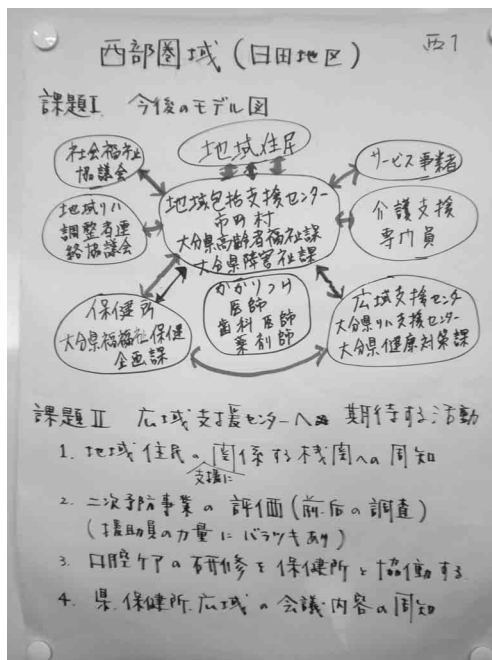 西部圏域(日田地区)
西1
課題I 今後のモデル図
社会福祉
協議会
地域住民
サービス事業者
地域リハ
調整者連
絡協議会
地域包括支援センター
市町村
大分県高齢者福祉課
大分県障害福祉課
介護支援
専門員
保健所
大分県福福祉保健
企画課
かかりつけ
医師
歯科医師
薬剤師
広域支援センター
大分県リハ支援センター
大分県健康対策課
課題II 広域支援センターへ 期待する活動
1. 地域住民の関係する機関への周知
支援に
2. 二次予防事業の評価(前后の調査)
(援助員の力量にバラツキあり)
3. 口腔ケアの研修を保健所と協働する
4. 県.保健所.広域の会議内容の周知